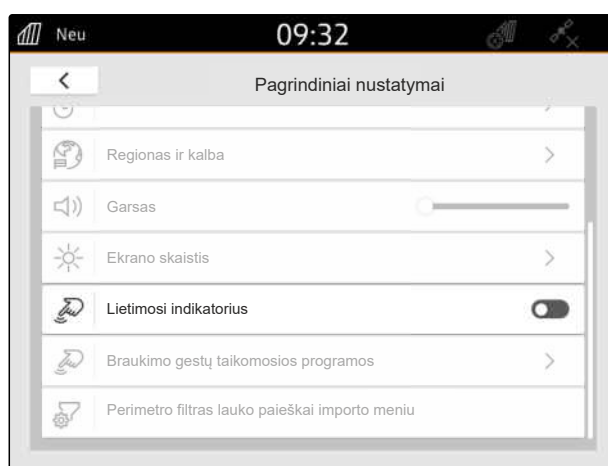 Neu
09:32
Pagrindiniai nustatymai
Regionas ir kalba
Garsas
Ekrano skaistis
Lietimosi indikatorius
Braukimo gestų taikomosios programos
Perimetro filtras lauko paieškai importo meniu